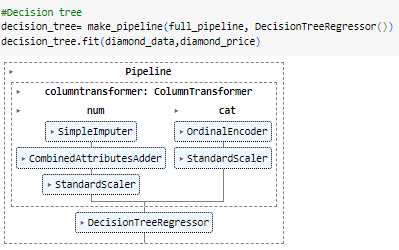 #Decision tree
decision_tree= make_pipeline(full_pipeline, DecisionTreeRegressor())
decision_tree.fit(diamond_data,diamond_price)
Pipeline
columntransformer: ColumnTransformer
num cat
SimpleImputer OrdinalEncoder
CombinedAttributesAdder StandardScaler
StandardScaler
DecisionTreeRegressor